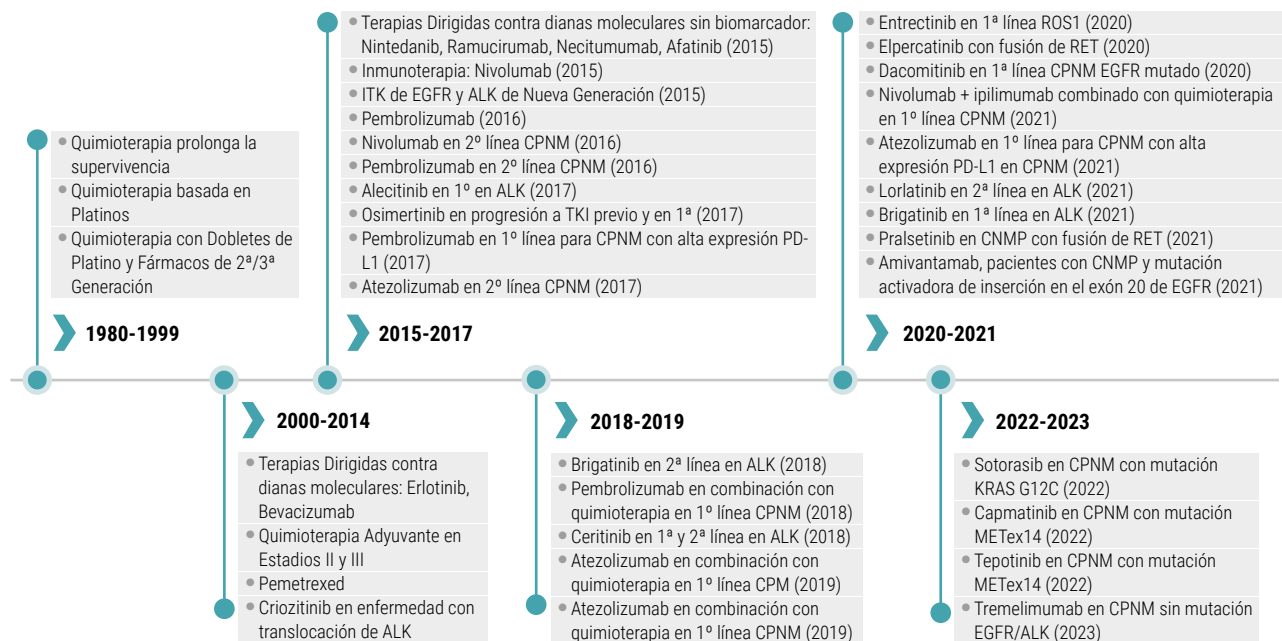 Quimioterapia prolonga la
supervivencia
Quimioterapia basada en
Platinos
Quimioterapia con Dobletes de
Platino y Fármacos de 2ª/3ª
Generación
1980-1999
Terapias Dirigidas contra
dianas moleculares: Erlotinib,
Bevacizumab
Quimioterapia Adyuvante en
Estadios II y III
Pemetrexed
Criozitinib en enfermedad con
translocación de ALK
2000-2014
Terapias Dirigidas contra dianas moleculares sin biomarcador:
Nintedanib, Ramucirumab, Necitumumab, Afatinib (2015)
Inmunoterapia: Nivolumab (2015)
ITK de EGFR y ALK de Nueva Generación (2015)
Pembrolizumab (2016)
Nivolumab en 2º línea CPNM (2016)
Pembrolizumab en 2º línea CPNM (2016)
Alecitinib en 1º en ALK (2017)
Osimertinib en progresión a TKI previo y en 1ª (2017)
Pembrolizumab en 1º línea para CPNM con alta expresión PD-
L1 (2017)
Atezolizumab en 2º línea CPNM (2017)
2015-2017
2018-2019
Brigatinib en 2ª línea en ALK (2018)
Pembrolizumab en combinación con
quimioterapia en 1º línea CPNM (2018)
Ceritinib en 1ª y 2ª línea en ALK (2018)
Atezolizumab en combinación con
quimioterapia en 1º línea CPM (2019)
Atezolizumab en combinación con
quimioterapia en 1º línea CPNM (2019)
Entrectinib en 1ª línea ROS1 (2020)
Elpercatinib con fusión de RET (2020)
Dacomitinib en 1ª línea CPNM EGFR mutado (2020)
Nivolumab + ipilimumab combinado con quimioterapia
en 1º línea CPNM (2021)
Atezolizumab en 1º línea para CPNM con alta
expresión PD-L1 en CPNM (2021)
Lorlatinib en 2ª línea en ALK (2021)
Brigatinib en 1ª línea en ALK (2021)
Pralsetinib en CNMP con fusión de RET (2021)
Amivantamab, pacientes con CNMP y mutación
activadora de inserción en el exón 20 de EGFR (2021)
2020-2021
2022-2023
Sotorasib en CPNM con mutación
KRAS G12C (2022)
Capmatinib en CPNM con mutación
METex14 (2022)
Tepotinib en CPNM con mutación
METex14 (2022)
Tremelimumab en CPNM sin mutación
EGFR/ALK (2023)